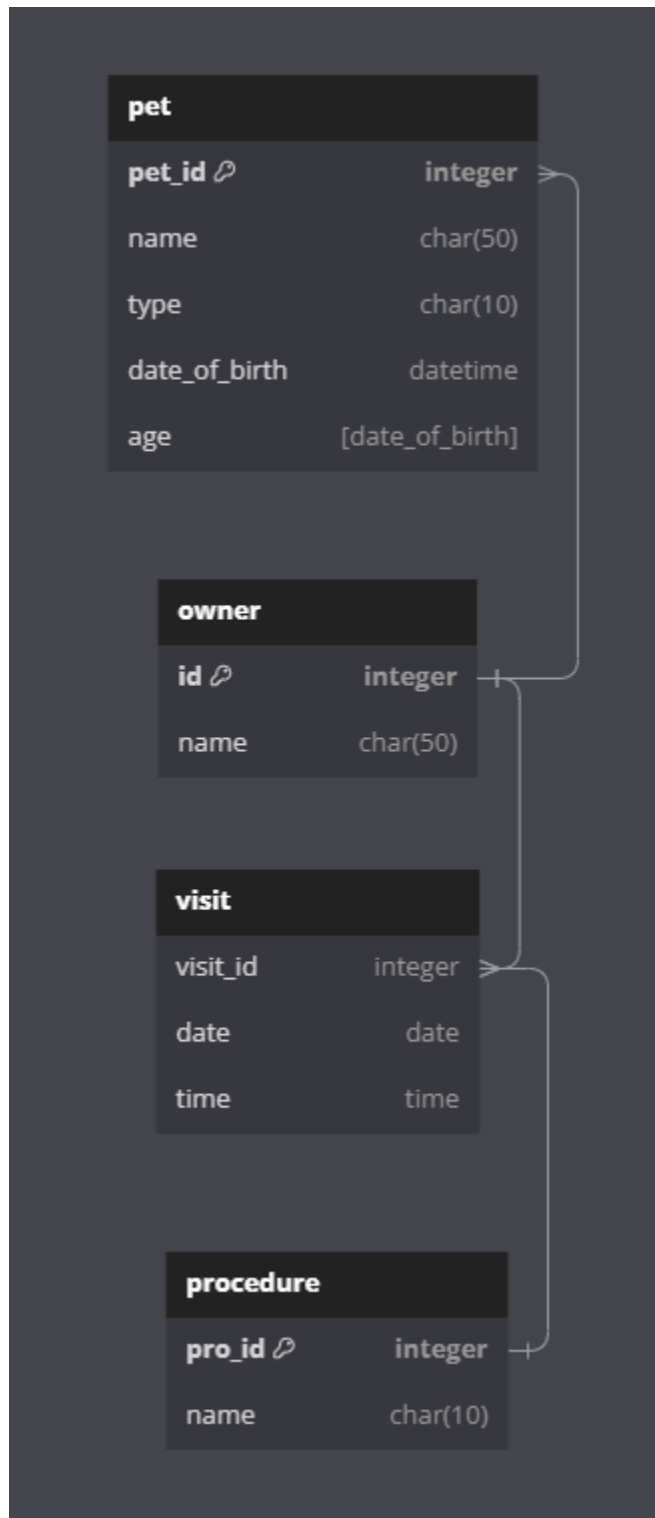 pet
pet_id integer
name char(50)
type char(10)
date_of_birth datetime
age [date_of_birth]
owner
id integer
name char(50)
visit
visit_id integer
date date
time time
procedure
pro_id integer
name char(10)